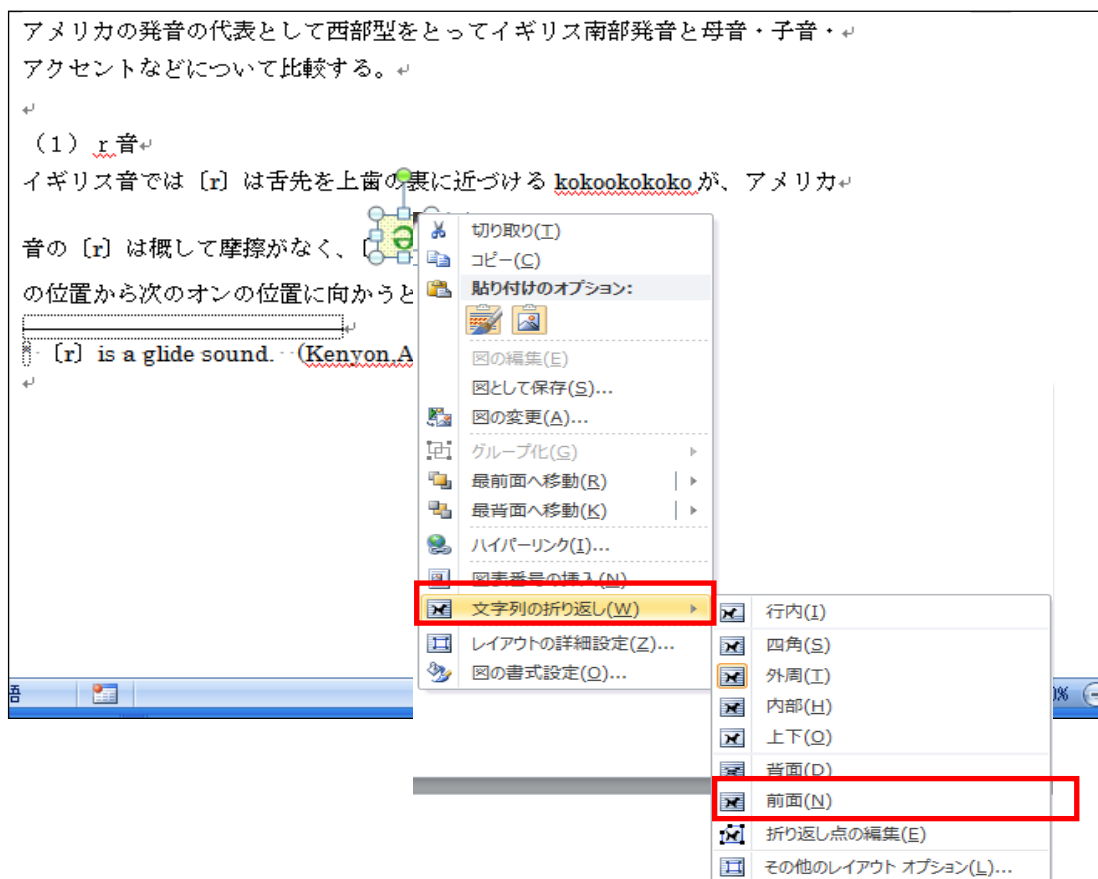 アメリカの発音の代表として西部型をとってイギリス南部発音と母音・子音・
アクセントなどについて比較する。
（1） r 音
イギリス音では〔r〕は舌先を上歯の裏に近づける kokookokoko が、アメリカ
音の〔r〕は概して摩擦がなく、〔ə
の位置から次のオンの位置に向かうと
〔r〕 is a glide sound. (Kenyon,A
切り取り(T)
コピー(C)
貼り付けのオプション:
図の編集(E)
図として保存(S)...
図の変更(A)...
グループ化(G)
最前面へ移動(R)
最背面へ移動(K)
ハイパーリンク(I)...
図表番号の挿入(N)
文字列の折り返し(W)
レイアウトの詳細設定(Z)...
図の書式設定(O)...
行内(I)
四角(S)
外周(T)
内部(H)
上下(O)
背面(D)
前面(N)
折り返し点の編集(E)
その他のレイアウト オプション(L)...
語
0%